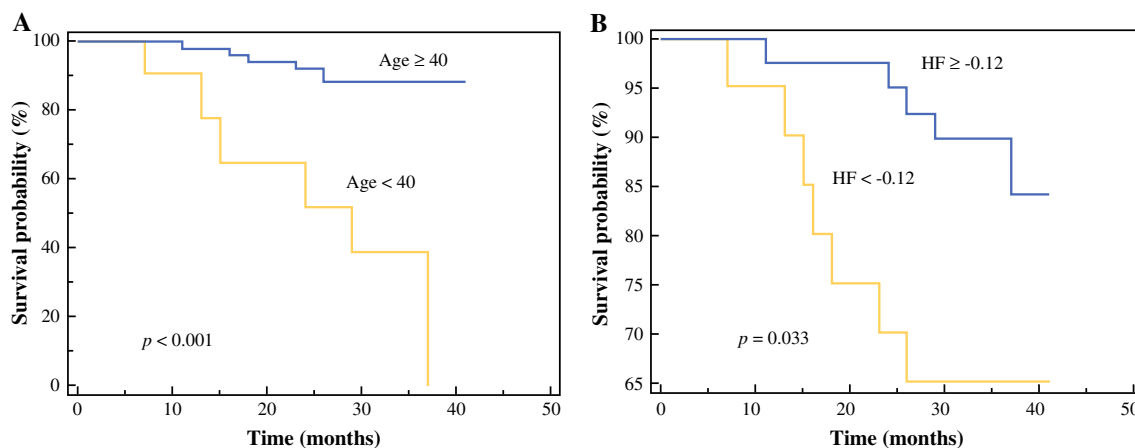 A
Survival probability (%)
100
80
60
40
20
0
Age ≥ 40
Age < 40
p < 0.001
0 10 20 30 40 50
Time (months)
B
Survival probability (%)
100
95
90
85
80
75
70
65
HF ≥ -0.12
HF < -0.12
p = 0.033
0 10 20 30 40 50
Time (months)